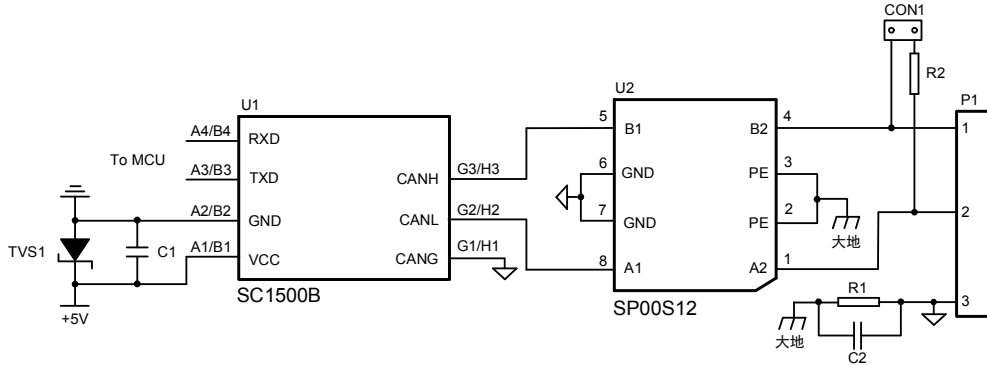 CON1
R2
U1
U2
P1
A4/B4
RXD
5
B1
B2
4
1
To MCU
A3/B3
TXD
CANH
G3/H3
6
GND
PE
3
A2/B2
GND
CANL
G2/H2
7
GND
PE
2
2
大地
TVS1
C1
A1/B1
VCC
CANG
G1/H1
8
A1
A2
1
+5V
SC1500B
SP00S12
R1
3
大地
C2